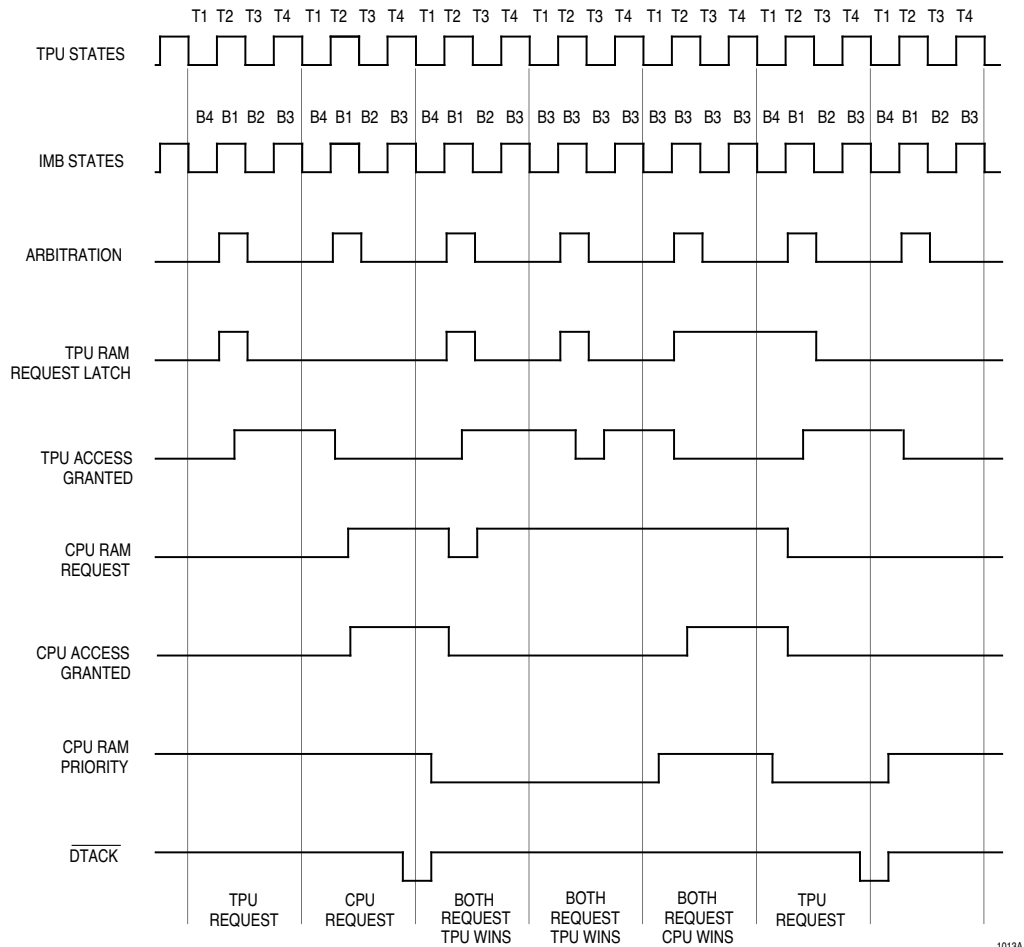 T1 T2 T3 T4 T1 T2 T3 T4 T1 T2 T3 T4 T1 T2 T3 T4 T1 T2 T3 T4 T1 T2 T3 T4 T1 T2 T3 T4
TPU STATES
B4 B1 B2 B3 B4 B1 B2 B3 B4 B1 B2 B3 B3 B3 B3 B3 B3 B3 B3 B3 B4 B1 B2 B3 B4 B1 B2 B3
IMB STATES
ARBITRATION
TPU RAM
REQUEST LATCH
TPU ACCESS
GRANTED
CPU RAM
REQUEST
CPU ACCESS
GRANTED
CPU RAM
PRIORITY
DTACK
TPU
REQUEST
CPU
REQUEST
BOTH
REQUEST
TPU WINS
BOTH
REQUEST
TPU WINS
BOTH
REQUEST
CPU WINS
TPU
REQUEST
1013A